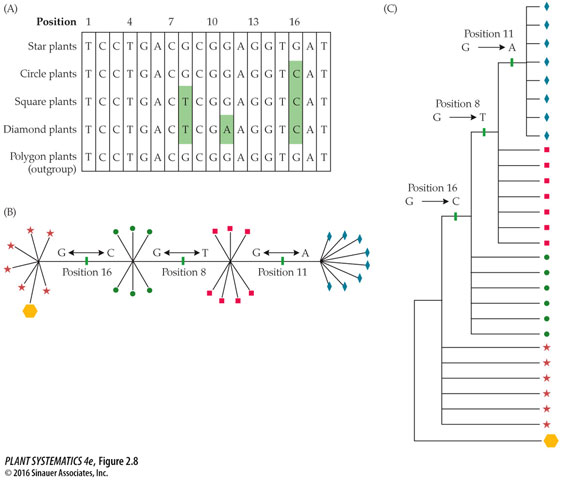 (A)
Position 1 4 7 10 13 16
Star plants T C C T G A C G C G G A G G T G A T
Circle plants T C C T G A C G C G G A G G T C A T
Square plants T C C T G A C T C G G A G G T C A T
Diamond plants T C C T G A C T C G A A G G T C A T
Polygon plants T C C T G A C G C G G A G G T G A T
(outgroup)
(B)
G C G T G A
Position 16 Position 8 Position 11
(C)
Position 11
G A
Position 8
G T
Position 16
G C
PLANT SYSTEMATICS 4e, Figure 2.8
© 2016 Sinauer Associates, Inc.